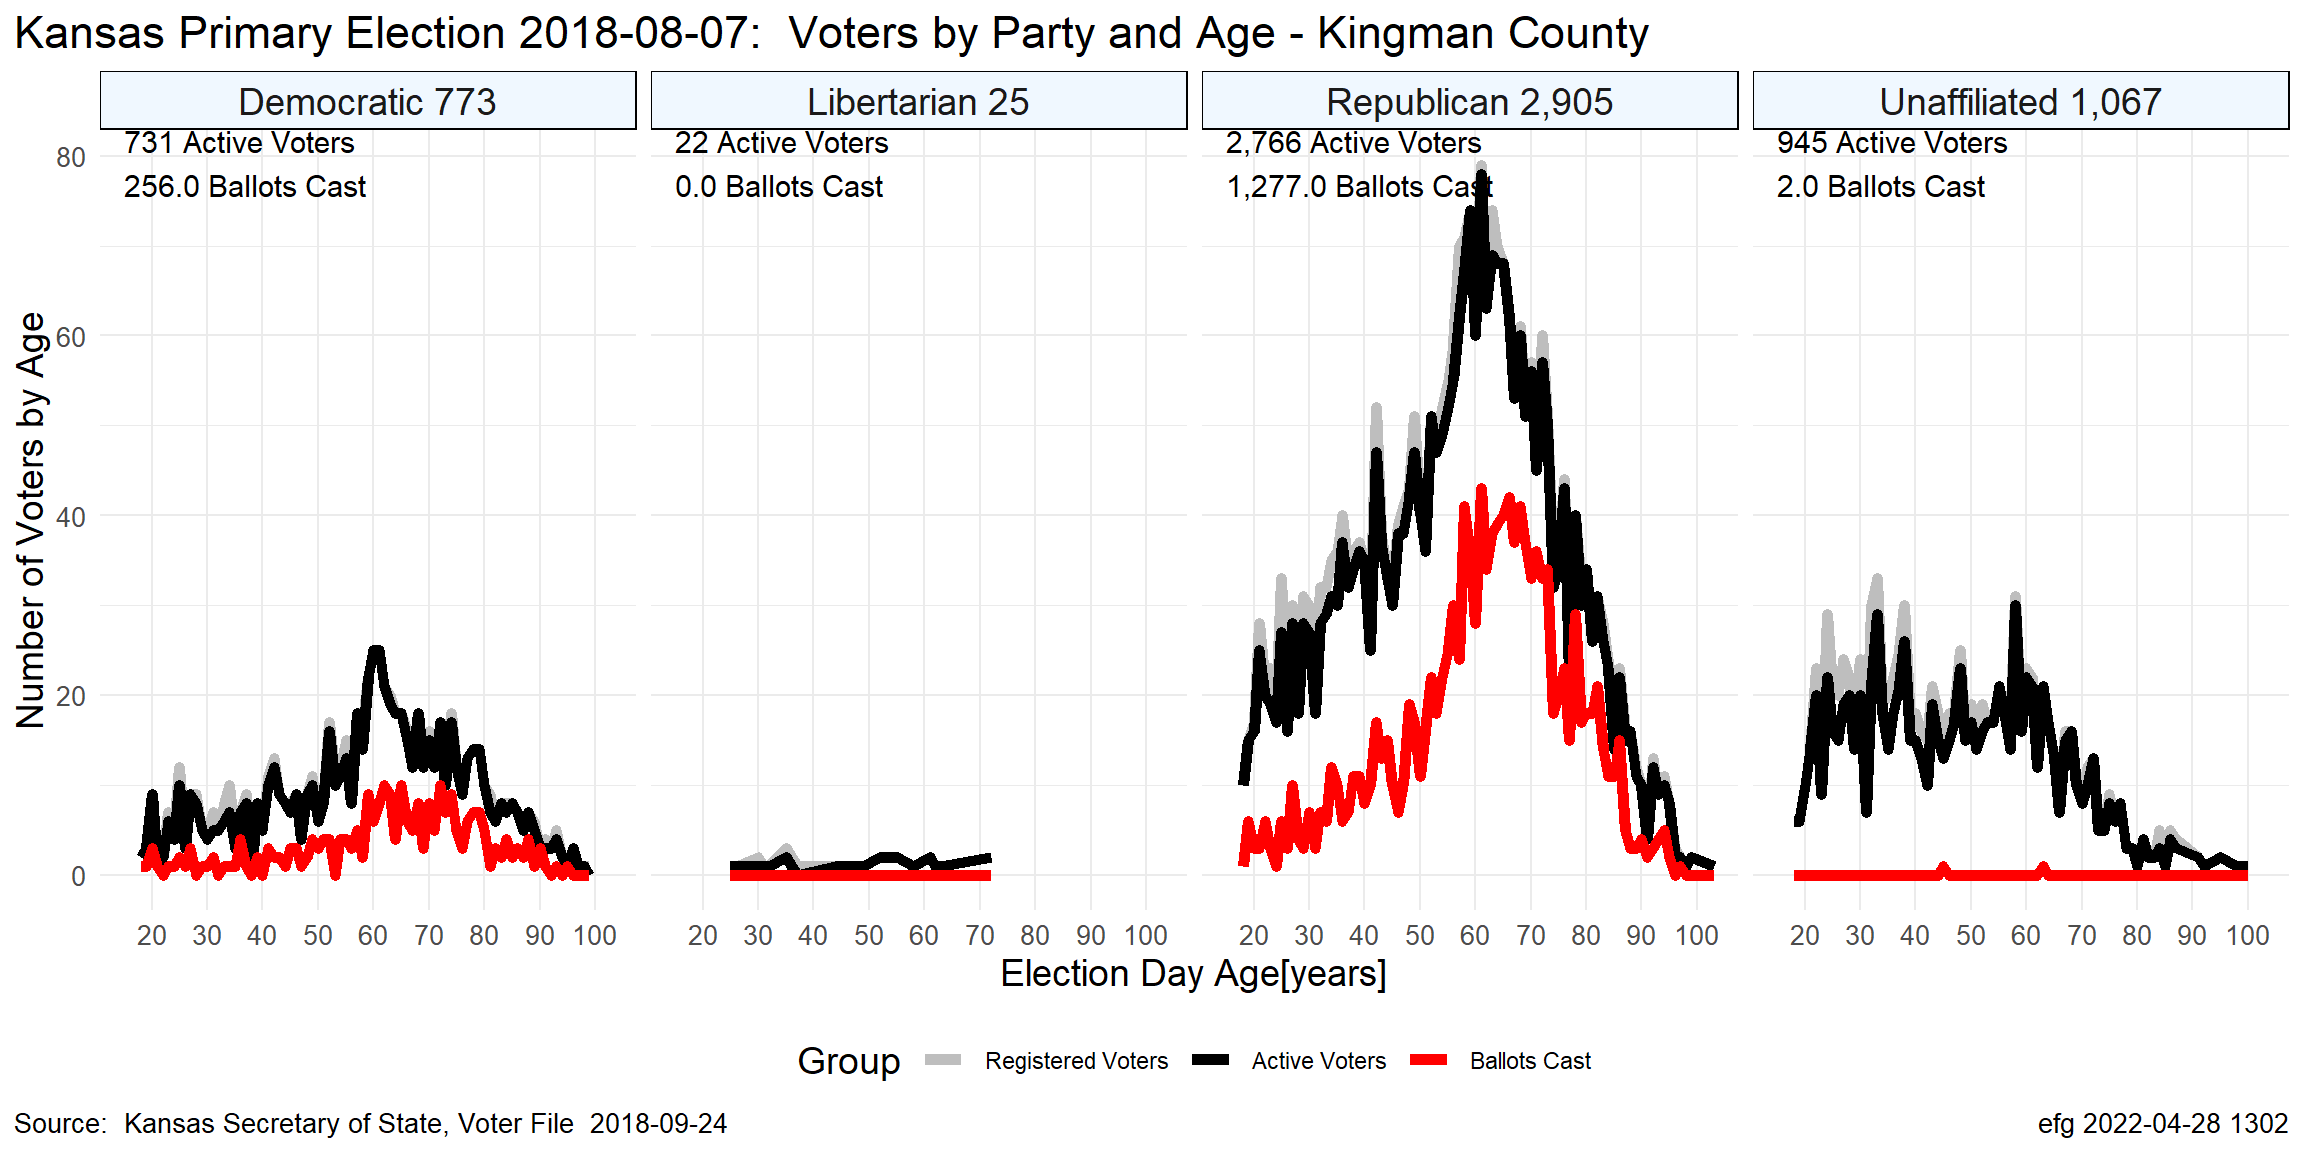 Kansas Primary Election 2018-08-07:  Voters by Party and Age - Kingman County
Democratic 773
Libertarian 25
Republican 2,905
Unaffiliated 1,067
731 Active Voters
256.0 Ballots Cast
22 Active Voters
0.0 Ballots Cast
2,766 Active Voters
1,277.0 Ballots Cast
945 Active Voters
2.0 Ballots Cast
Number of Voters by Age
80
60
40
20
0
20 30 40 50 60 70 80 90 100
20 30 40 50 60 70 80 90 100
20 30 40 50 60 70 80 90 100
20 30 40 50 60 70 80 90 100
Election Day Age[years]
Group Registered Voters Active Voters Ballots Cast
Source:  Kansas Secretary of State, Voter File  2018-09-24
efg 2022-04-28 1302